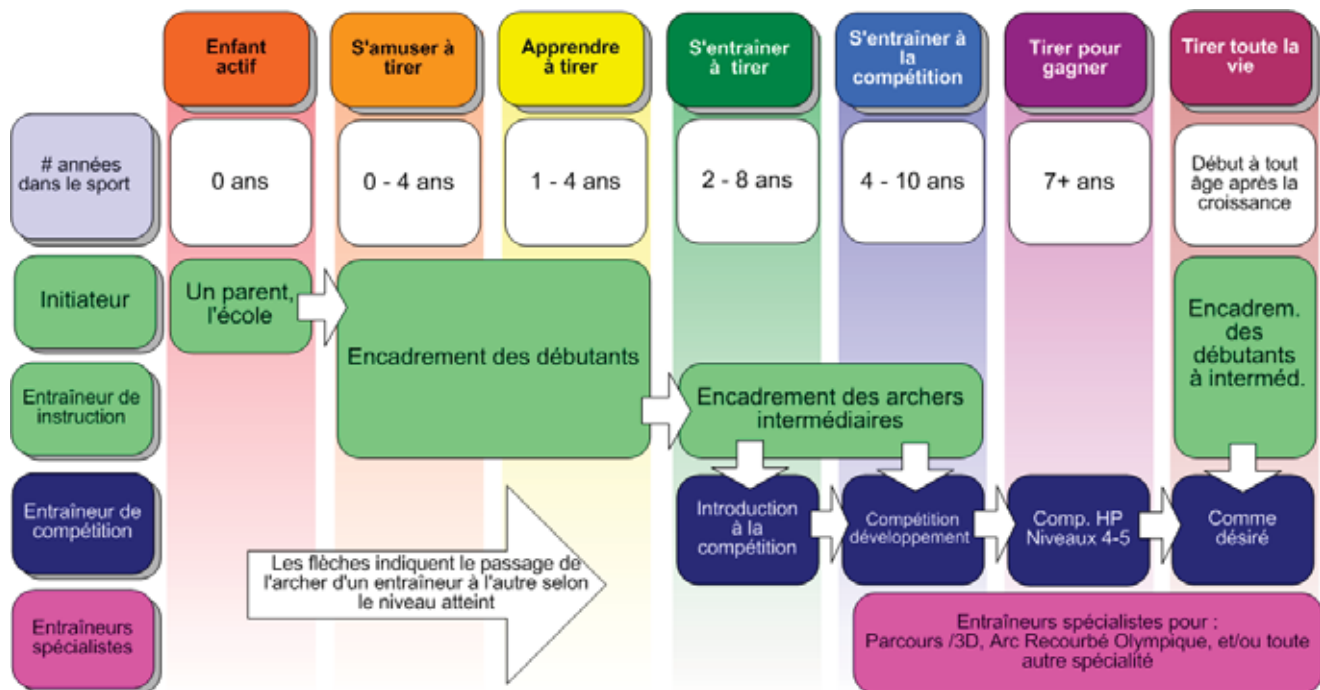 Enfant
actif
S'amuser à
tirer
Apprendre
à tirer
S'entraîner
à tirer
S'entraîner à
la
compétition
Tirer pour
gagner
Tirer toute la
vie
# années
dans le sport
0 ans
0 - 4 ans
1 - 4 ans
2 - 8 ans
4 - 10 ans
7+ ans
Début à tout
âge après la
croissance
Initiateur
Un parent,
l'école
Encadrement des débutants
Encadrem.
des
débutants
à interméd.
Entraîneur de
instruction
Encadrement des archers
intermédiaires
Entraîneur de
compétition
Introduction
à la
compétition
Compétition
développement
Comp. HP
Niveaux 4-5
Comme
désiré
Les flèches indiquent le passage de
l'archer d'un entraîneur à l'autre selon
le niveau atteint
Entraîneurs
spécialistes
Entraîneurs spécialistes pour :
Parcours /3D, Arc Recourbé Olympique, et/ou toute
autre spécialité